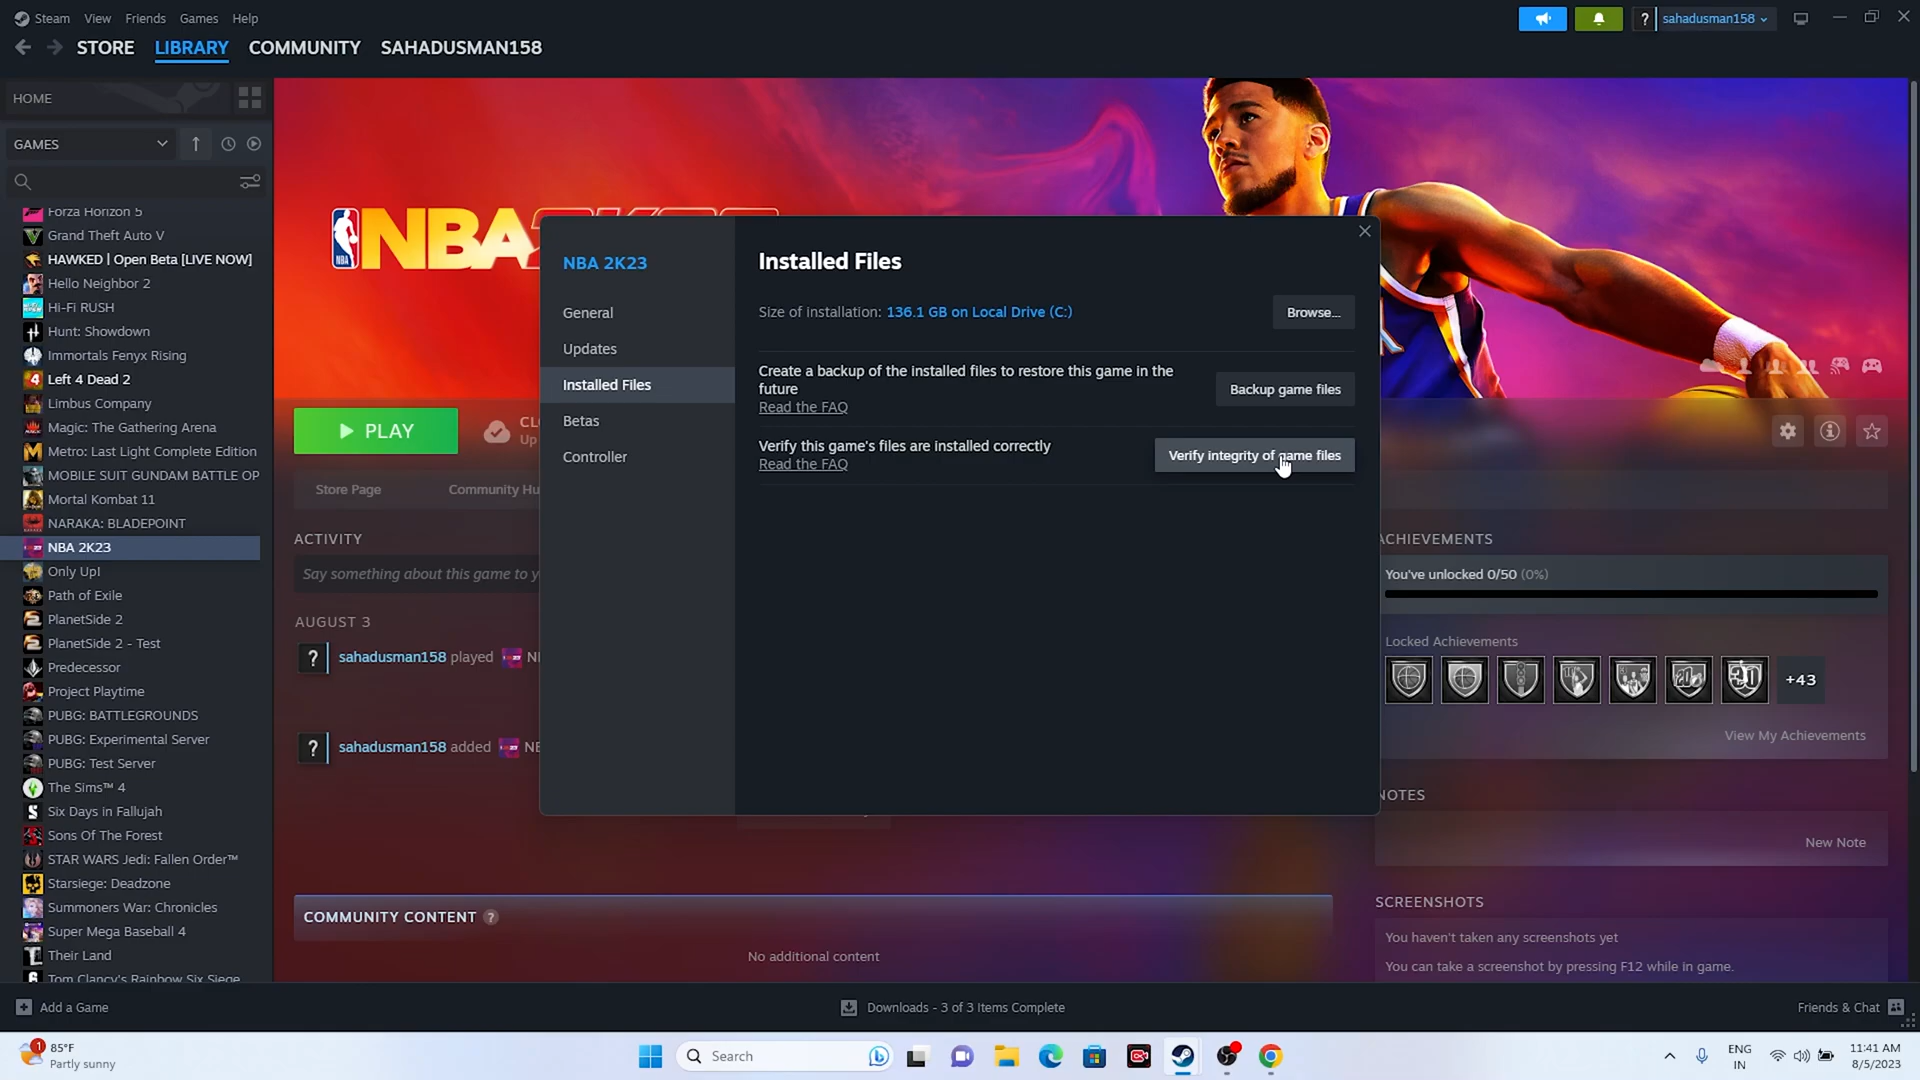 Steam View Friends Games Help
sahadusman158
STORE LIBRARY COMMUNITY SAHADUSMAN158
HOME
GAMES
Forza Horizon 5
Grand Theft Auto V
HAWKED | Open Beta [LIVE NOW]
Hello Neighbor 2
Hi-Fi RUSH
Hunt: Showdown
Immortals Fenyx Rising
Left 4 Dead 2
Limbus Company
Magic: The Gathering Arena
Metro: Last Light Complete Edition
MOBILE SUIT GUNDAM BATTLE OP
Mortal Kombat 11
NARAKA: BLADEPOINT
NBA 2K23
Only Up!
Path of Exile
PlanetSide 2
PlanetSide 2 - Test
Predecessor
Project Playtime
PUBG: BATTLEGROUNDS
PUBG: Experimental Server
PUBG: Test Server
The Sims™ 4
Six Days in Fallujah
Sons Of The Forest
STAR WARS Jedi: Fallen Order™
Starsiege: Deadzone
Summoners War: Chronicles
Super Mega Baseball 4
Their Land
Tom Clancy's Rainbow Six Siege
NBA
PLAY
CL
Up
Store Page Community Hu
ACTIVITY
Say something about this game to y
AUGUST 3
sahadusman158 played
sahadusman158 added
COMMUNITY CONTENT ?
No additional content
NBA 2K23
General
Updates
Installed Files
Betas
Controller
Installed Files
Size of installation: 136.1 GB on Local Drive (C:)
Browse...
Create a backup of the installed files to restore this game in the
future
Read the FAQ
Backup game files
Verify this game's files are installed correctly
Read the FAQ
Verify integrity of game files
ACHIEVEMENTS
You've unlocked 0/50 (0%)
Locked Achievements
+43
View My Achievements
NOTES
New Note
SCREENSHOTS
You haven't taken any screenshots yet
You can take a screenshot by pressing F12 while in game.
Add a Game
Downloads - 3 of 3 Items Complete
Friends & Chat
1
85°F
Partly sunny
Search
ENG
IN
11:41 AM
8/5/2023